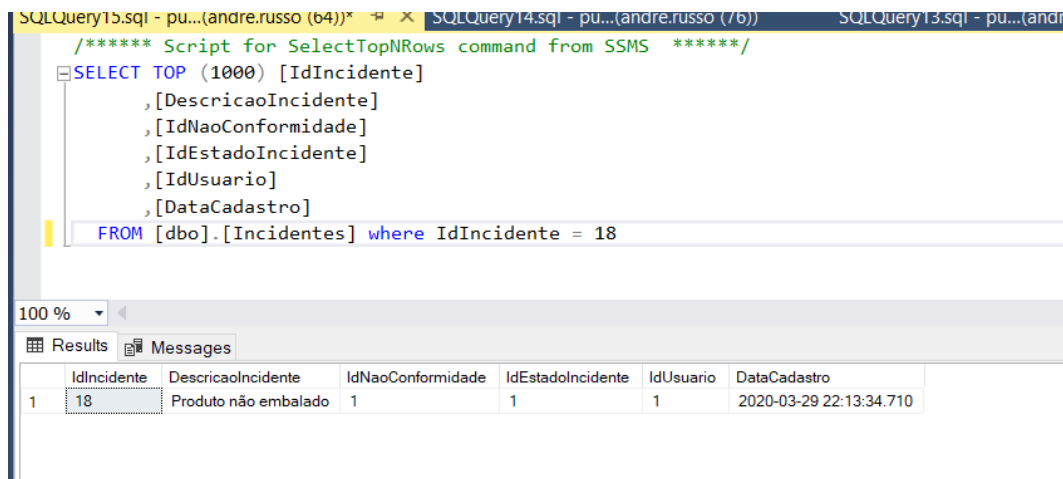 SQLQuery15.sql - pu...(andre.russo (64))* SQLQuery14.sql - pu...(andre.russo (76)) SQLQuery13.sql - pu...(andr
/****** Script for SelectTopNRows command from SSMS ******/
SELECT TOP (1000) [IdIncidente]
,[DescricaoIncidente]
,[IdNaoConformidade]
,[IdEstadoIncidente]
,[IdUsuario]
,[DataCadastro]
FROM [dbo].[Incidentes] where IdIncidente = 18
100 %
Results Messages
IdIncidente DescricaoIncidente IdNaoConformidade IdEstadoIncidente IdUsuario DataCadastro
1 18 Produto não embalado 1 1 1 2020-03-29 22:13:34.710